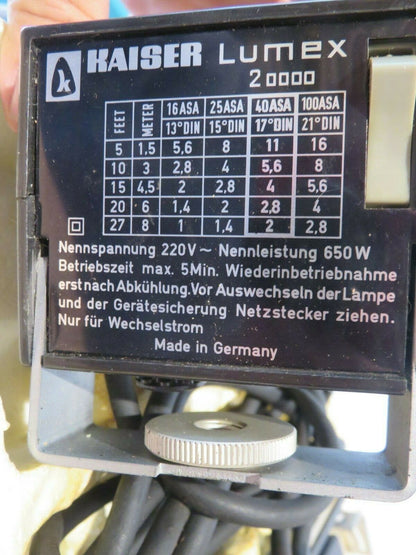 k KAISER Lumex
20000
FEET METER 16ASA 25ASA 40ASA 100ASA
13°DIN 15°DIN 17°DIN 21°DIN
5 1,5 5,6 8 11 16
10 3 2,8 4 5,6 8
15 4,5 2 2,8 4 5,6
20 6 1,4 2 2,8 4
27 8 1 1,4 2 2,8
Nennspannung 220V~ Nennleistung 650W
Betriebszeit max. 5Min. Wiederinbetriebnahme
erst nach Abkühlung. Vor Auswechseln der Lampe
und der Gerätesicherung Netzstecker ziehen.
Nur für Wechselstrom
Made in Germany